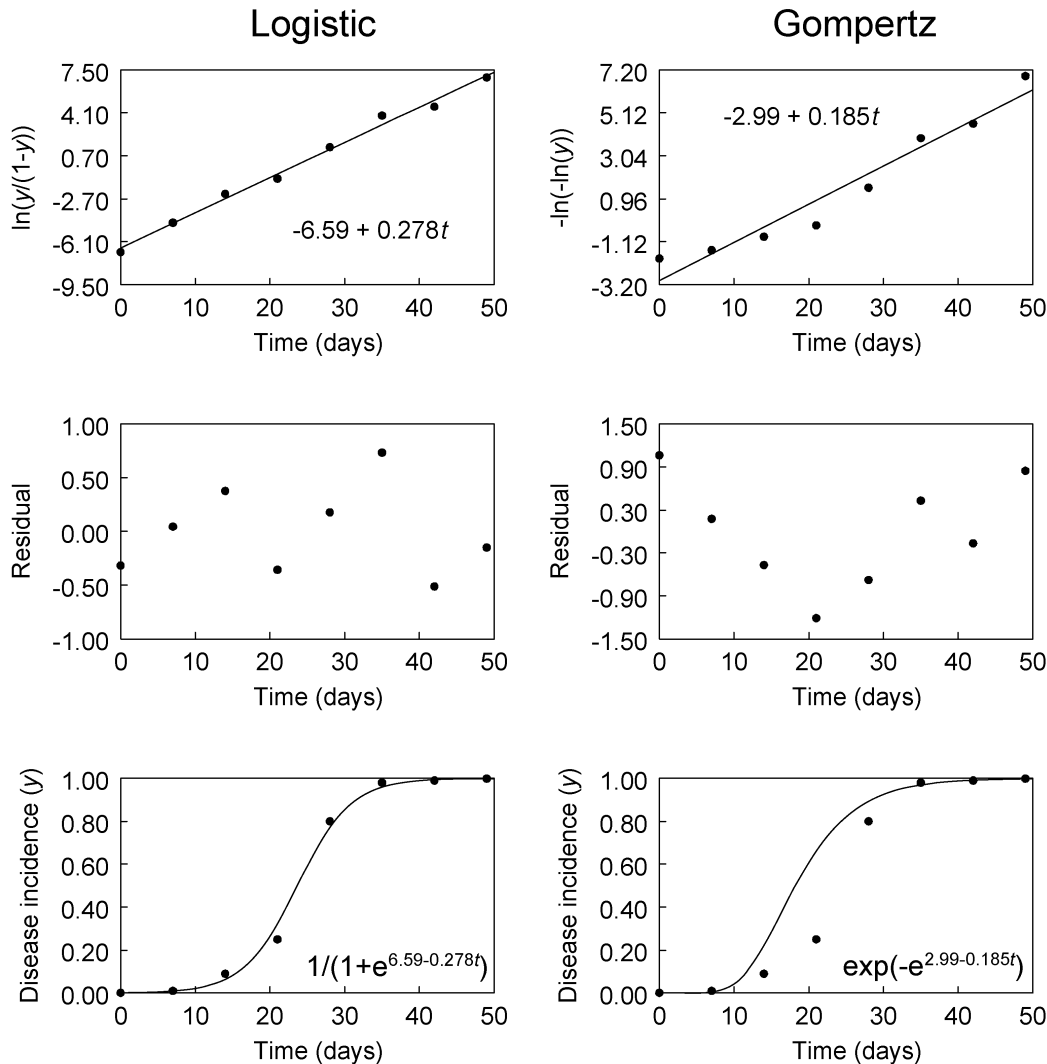 Logistic
ln(y/(1-y))
7.50
4.10
0.70
-2.70
-6.10
-9.50
-6.59 + 0.278t
0 10 20 30 40 50
Time (days)
Gompertz
-ln(-ln(y))
7.20
5.12
3.04
0.96
-1.12
-3.20
-2.99 + 0.185t
0 10 20 30 40 50
Time (days)
Residual
1.00
0.50
0.00
-0.50
-1.00
0 10 20 30 40 50
Time (days)
Residual
1.50
0.90
0.30
-0.30
-0.90
-1.50
0 10 20 30 40 50
Time (days)
Disease incidence (y)
1.00
0.80
0.60
0.40
0.20
0.00
1/(1+e^6.59-0.278t)
0 10 20 30 40 50
Time (days)
Disease incidence (y)
1.00
0.80
0.60
0.40
0.20
0.00
exp(-e^2.99-0.185t)
0 10 20 30 40 50
Time (days)